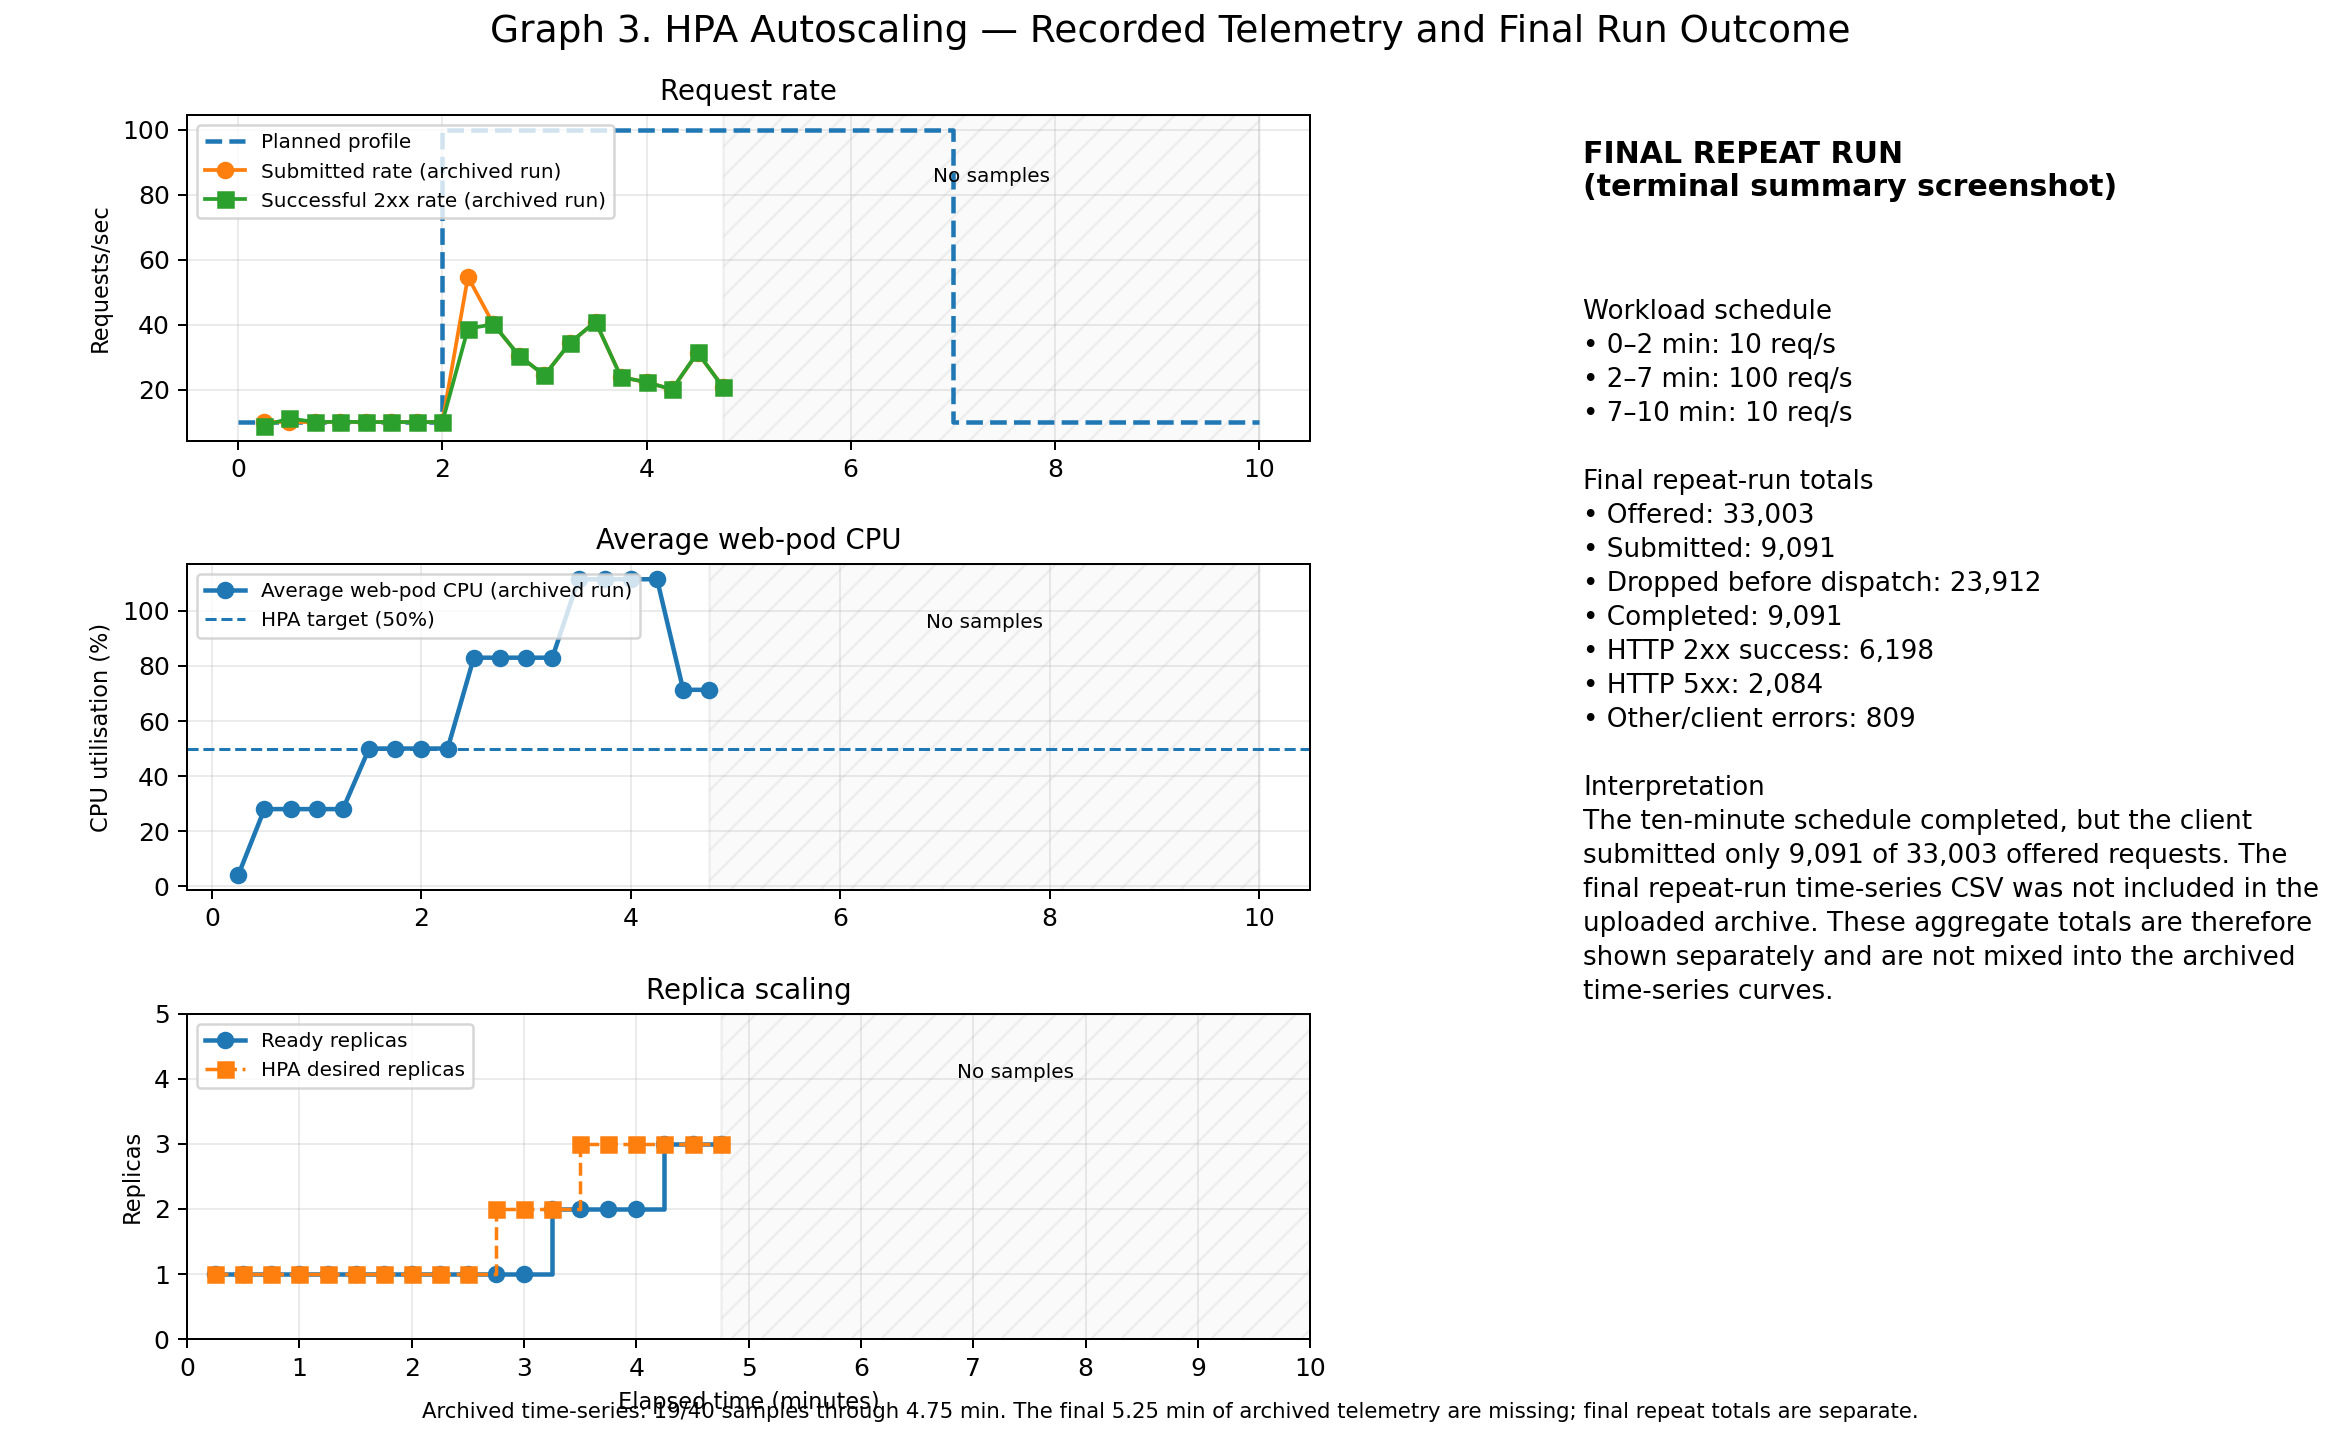 Graph 3. HPA Autoscaling — Recorded Telemetry and Final Run Outcome
Request rate
Requests/sec
100
80
60
40
20
Planned profile
Submitted rate (archived run)
Successful 2xx rate (archived run)
No samples
0 2 4 6 8 10
Average web-pod CPU
CPU utilisation (%)
100
80
60
40
20
0
Average web-pod CPU (archived run)
HPA target (50%)
No samples
0 2 4 6 8 10
Replica scaling
Replicas
5
4
3
2
1
0
Ready replicas
HPA desired replicas
No samples
0 1 2 3 4 5 6 7 8 9 10
Elapsed time (minutes)
FINAL REPEAT RUN
(terminal summary screenshot)
Workload schedule
• 0–2 min: 10 req/s
• 2–7 min: 100 req/s
• 7–10 min: 10 req/s
Final repeat-run totals
• Offered: 33,003
• Submitted: 9,091
• Dropped before dispatch: 23,912
• Completed: 9,091
• HTTP 2xx success: 6,198
• HTTP 5xx: 2,084
• Other/client errors: 809
Interpretation
The ten-minute schedule completed, but the client
submitted only 9,091 of 33,003 offered requests. The
final repeat-run time-series CSV was not included in the
uploaded archive. These aggregate totals are therefore
shown separately and are not mixed into the archived
time-series curves.
Archived time-series: 19/40 samples through 4.75 min. The final 5.25 min of archived telemetry are missing; final repeat totals are separate.